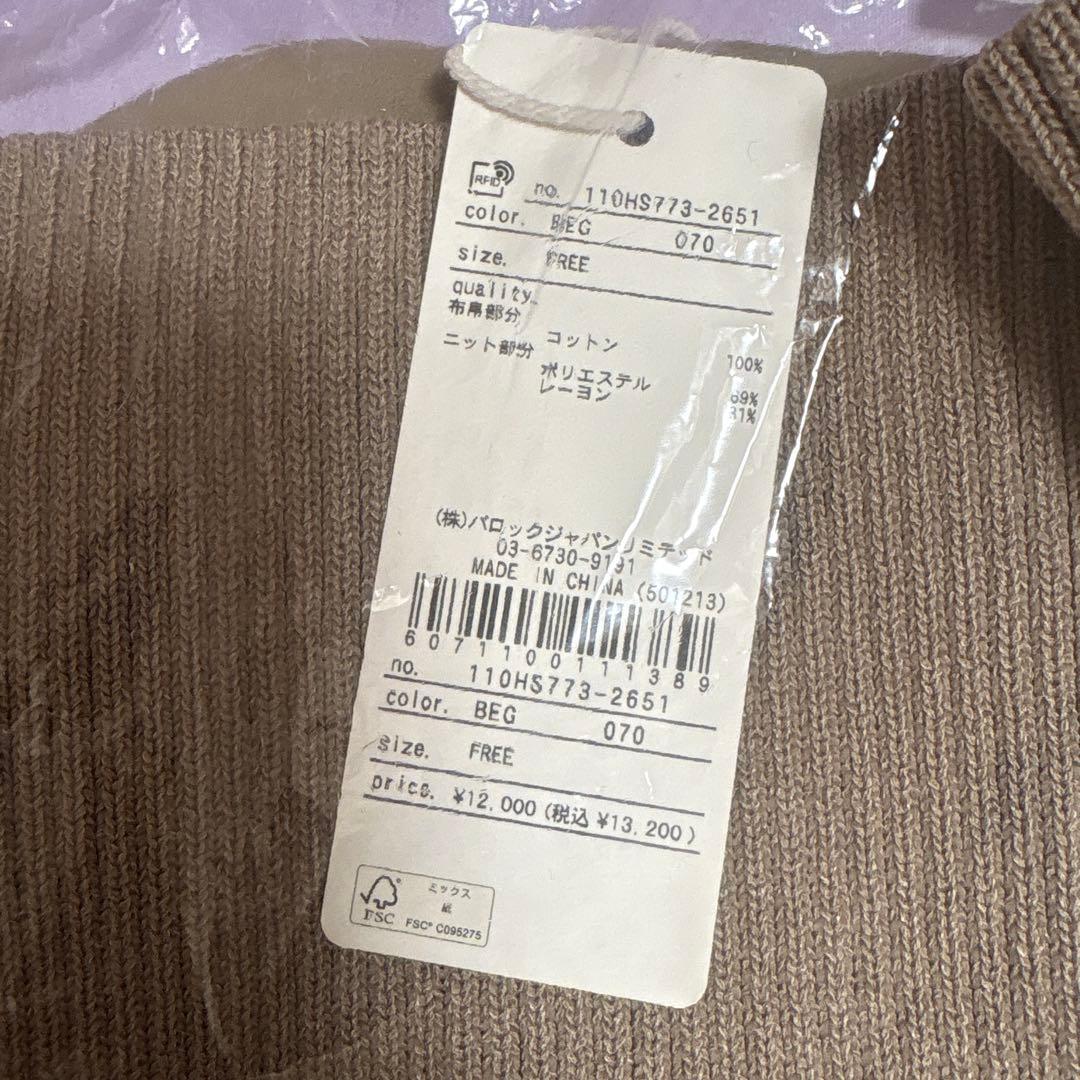 RFID
no. 110HS773-2651
color. BEG 070
size. FREE
quality.
布帛部分
コットン 100%
ニット部分
ポリエステル 69%
レーヨン 31%
(株)バロックジャパンリミテッド
03-6730-9191
MADE IN CHINA (501213)
6071100111389
no. 110HS773-2651
color. BEG 070
size. FREE
price. ¥12,000 (税込 ¥13,200)
ミックス
紙
FSC FSC® C095275